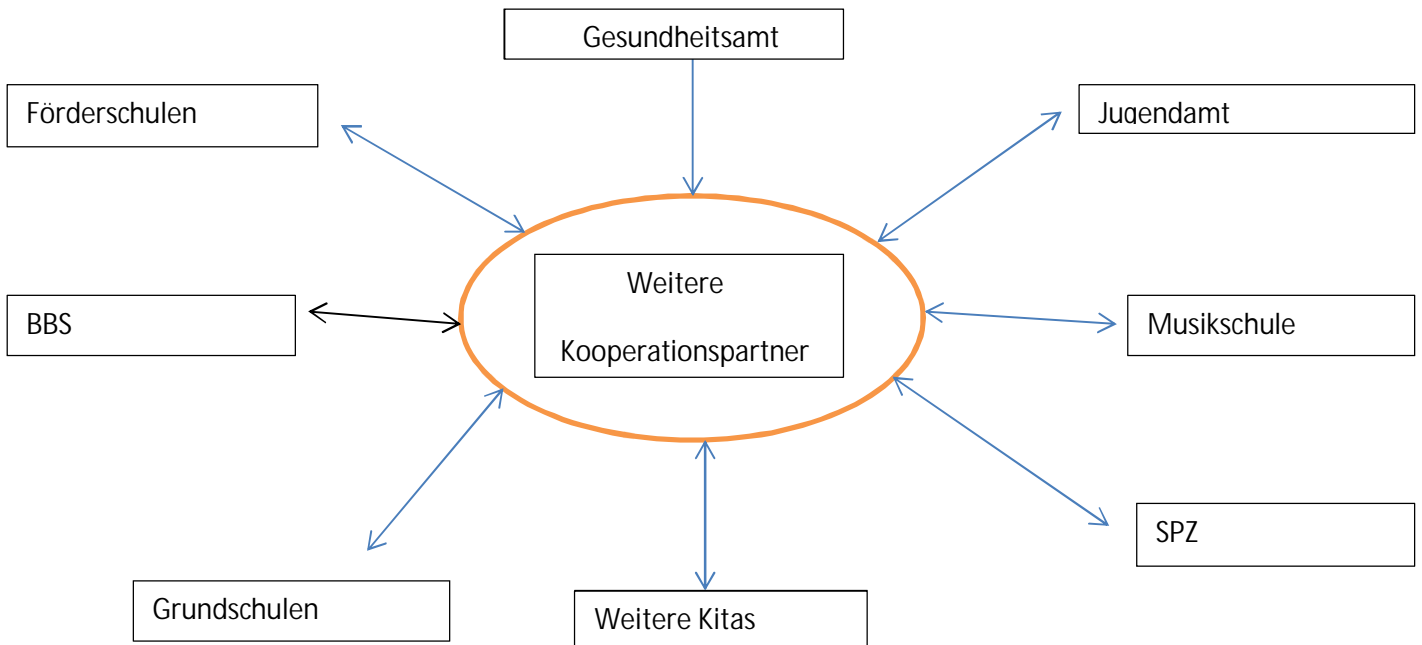 Gesundheitsamt
Förderschulen
Jugendamt
Weitere
Kooperationspartner
BBS
Musikschule
SPZ
Grundschulen
Weitere Kitas